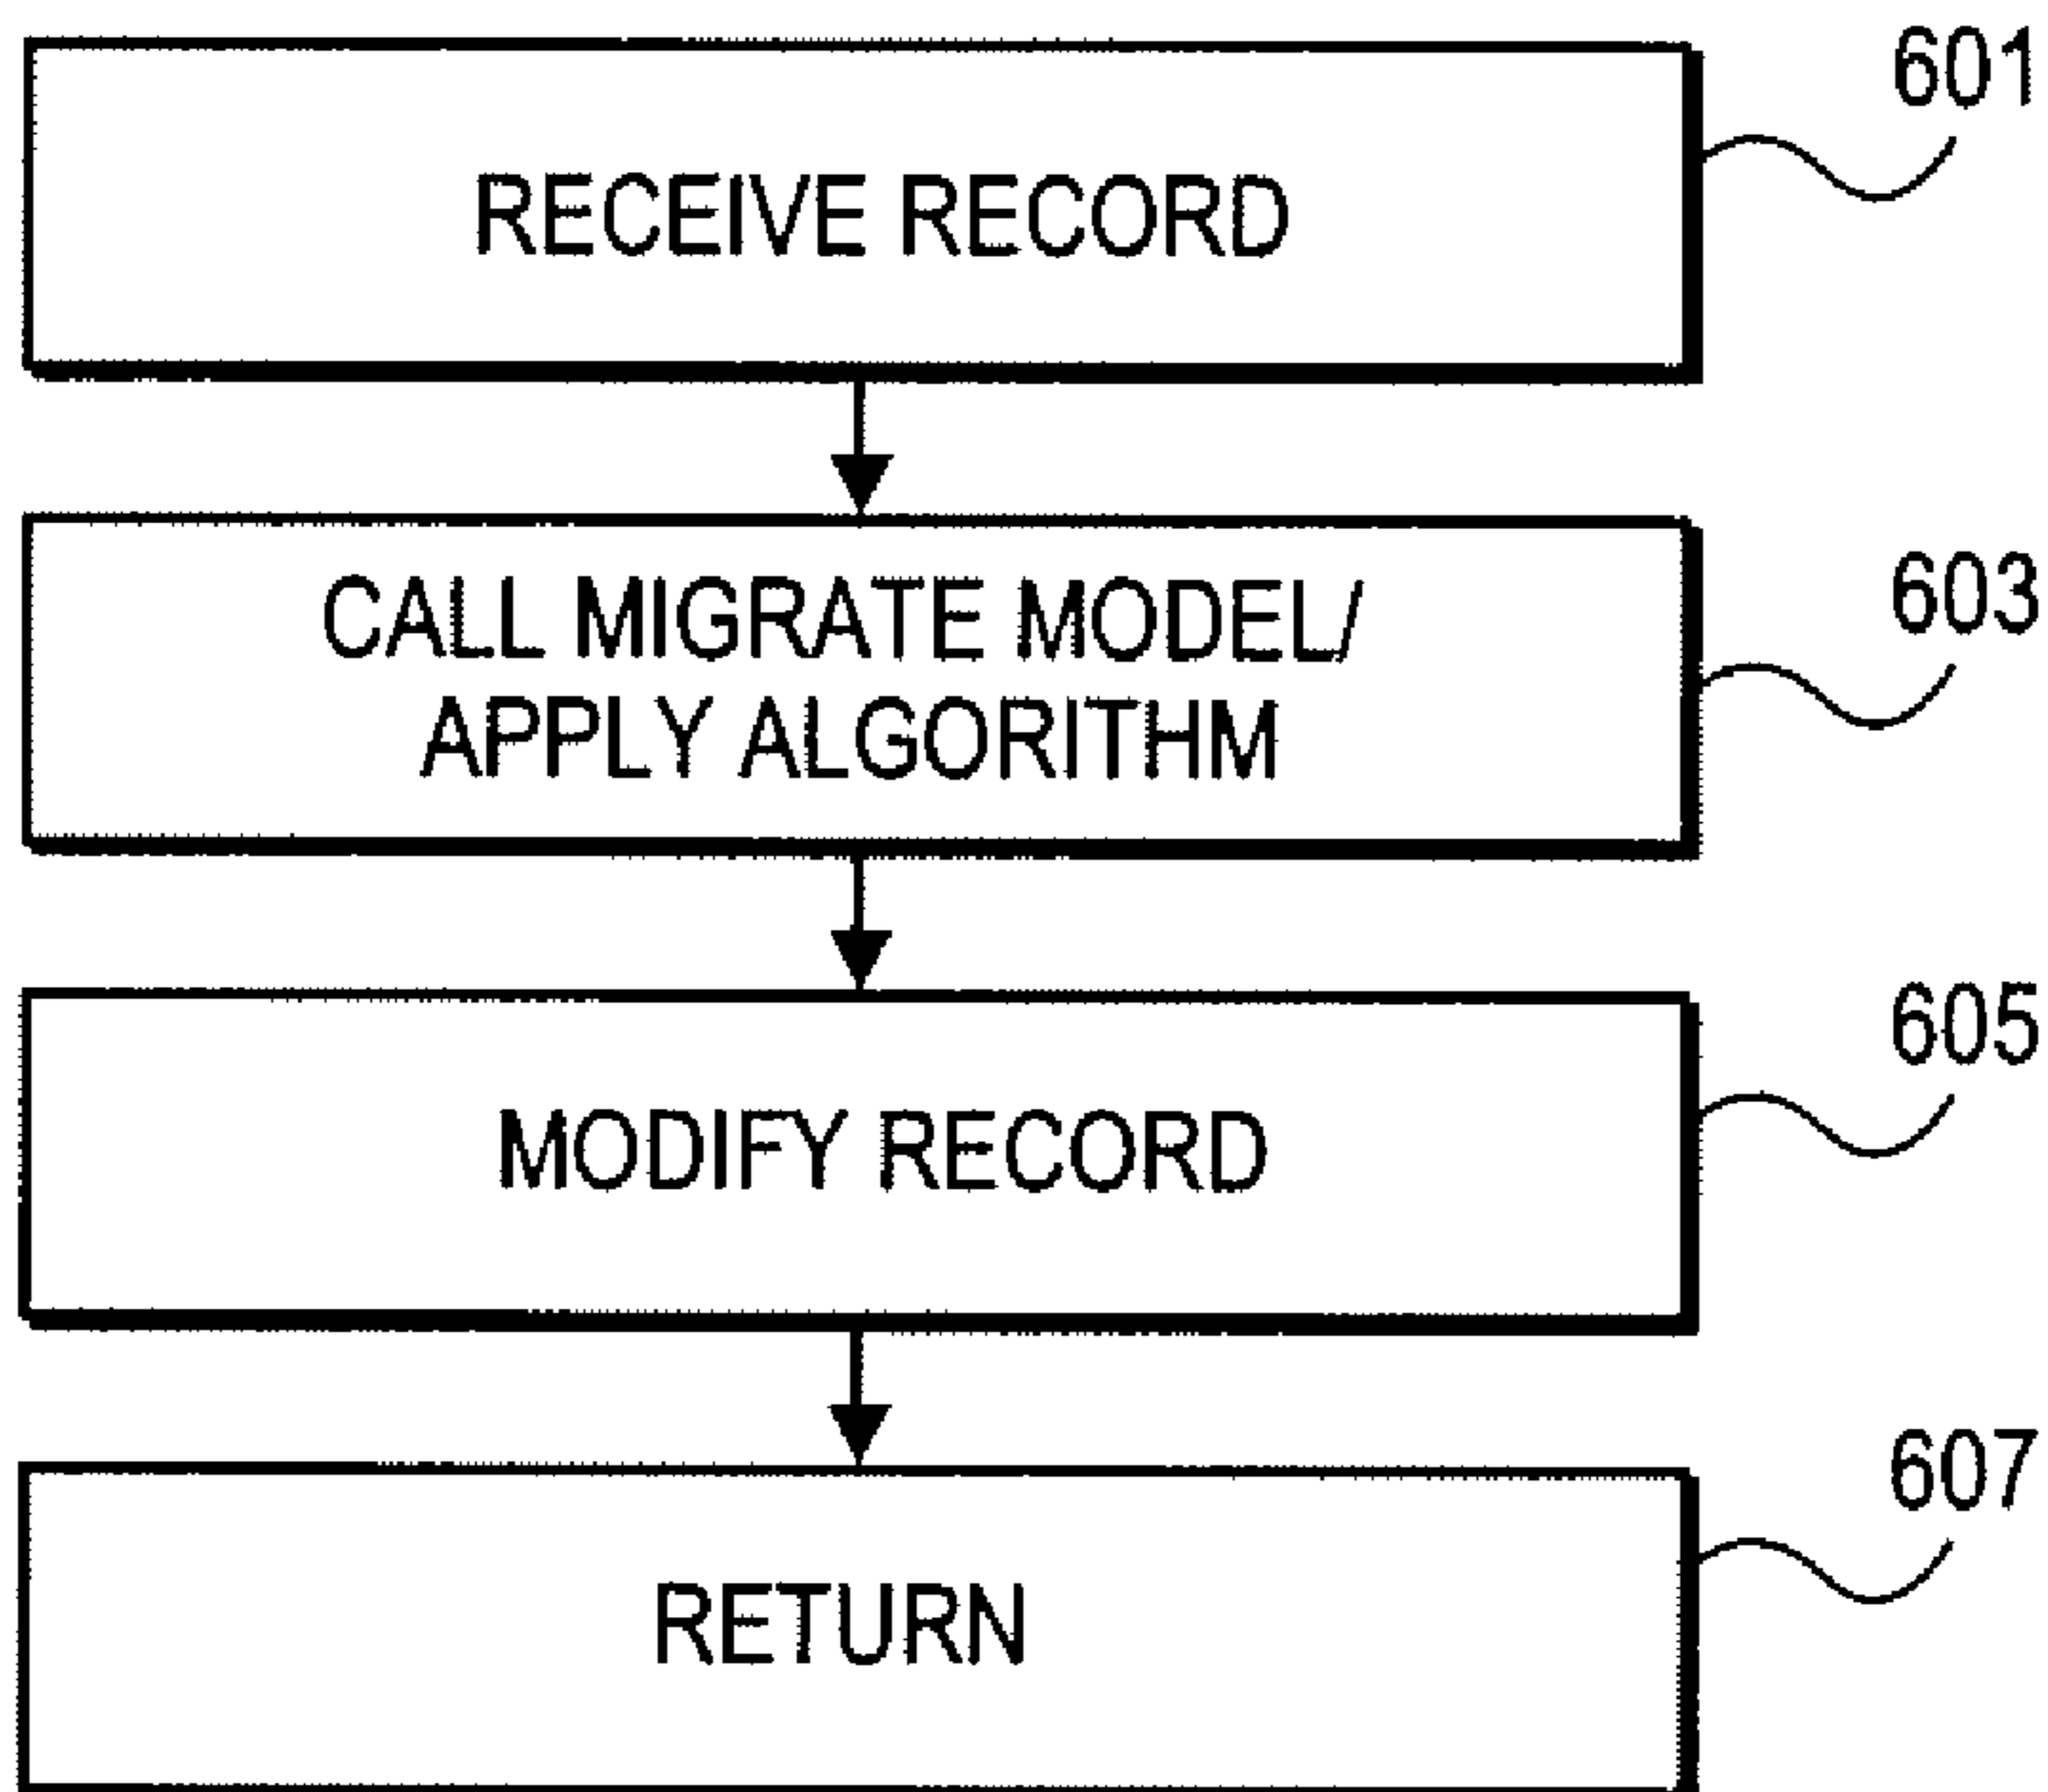 601
RECEIVE RECORD
603
CALL MIGRATE MODEL/
APPLY ALGORITHM
605
MODIFY RECORD
607
RETURN